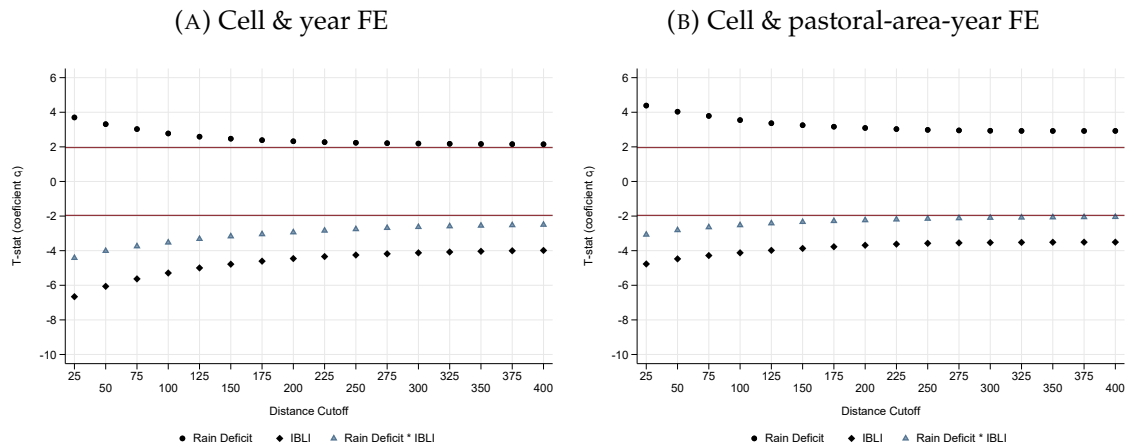 (A) Cell & year FE
6
4
2
0
-2
-4
-6
-8
-10
T-stat (coeficient cᵢ)
25 75 125 175 225 275 325 375
50 100 150 200 250 300 350 400
Distance Cutoff
Rain Deficit IBLI Rain Deficit * IBLI
(B) Cell & pastoral-area-year FE
6
4
2
0
-2
-4
-6
-8
-10
T-stat (coeficient cᵢ)
25 75 125 175 225 275 325 375
50 100 150 200 250 300 350 400
Distance Cutoff
Rain Deficit IBLI Rain Deficit * IBLI